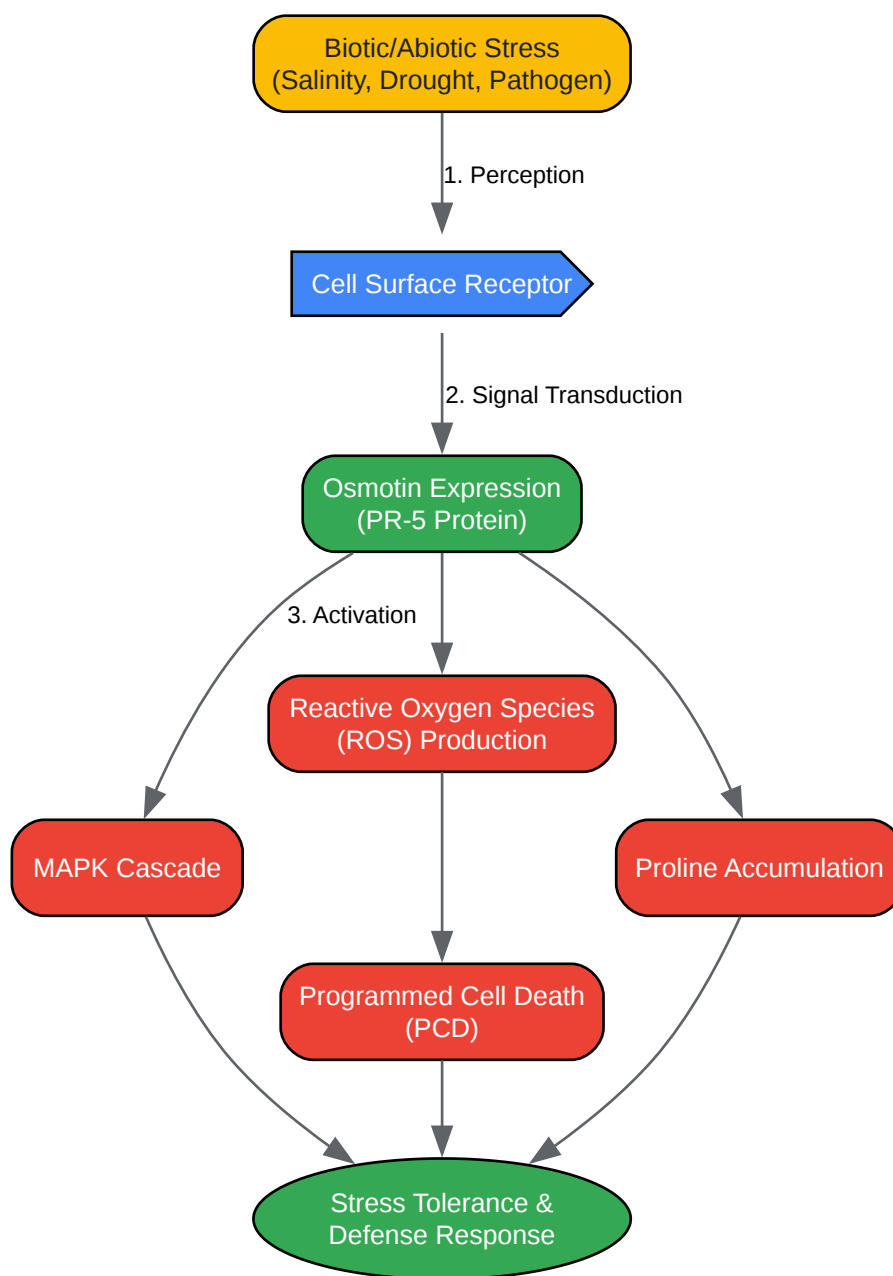 Biotic/Abiotic Stress
(Salinity, Drought, Pathogen)
1. Perception
Cell Surface Receptor
2. Signal Transduction
Osmotin Expression
(PR-5 Protein)
3. Activation
Reactive Oxygen Species
(ROS) Production
MAPK Cascade
Proline Accumulation
Programmed Cell Death
(PCD)
Stress Tolerance &
Defense Response